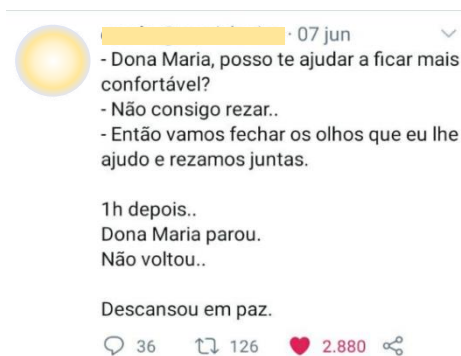 · 07 jun
- Dona Maria, posso te ajudar a ficar mais
confortável?
- Não consigo rezar..
- Então vamos fechar os olhos que eu lhe
ajudo e rezamos juntas.
1h depois..
Dona Maria parou.
Não voltou..
Descansou em paz.
36 126 2.880